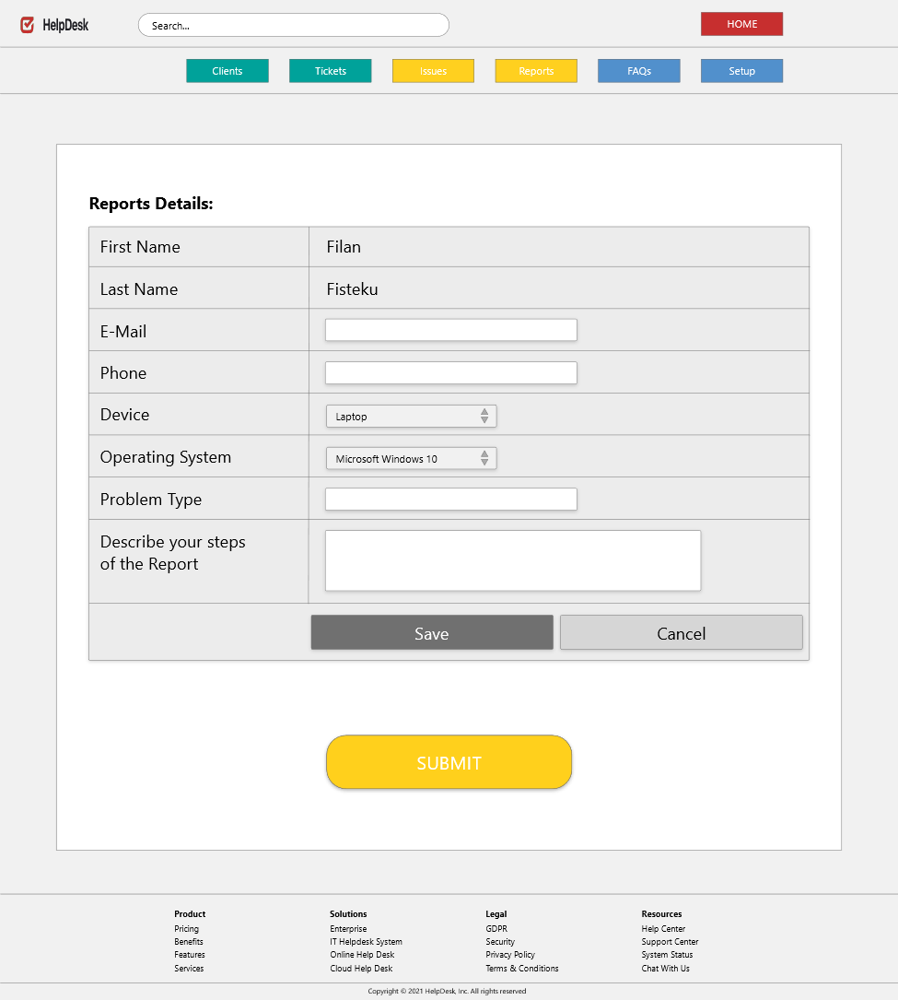 HelpDesk
Search...
HOME
Clients
Tickets
Issues
Reports
FAQs
Setup
Reports Details:
First Name
Filan
Last Name
Fisteku
E-Mail
Phone
Device
Laptop
Operating System
Microsoft Windows 10
Problem Type
Describe your steps
of the Report
Save
Cancel
SUBMIT
Product
Pricing
Benefits
Features
Services
Solutions
Enterprise
IT Helpdesk System
Online Help Desk
Cloud Help Desk
Legal
GDPR
Security
Privacy Policy
Terms & Conditions
Resources
Help Center
Support Center
System Status
Chat With Us
Copyright © 2021 HelpDesk, Inc. All rights reserved